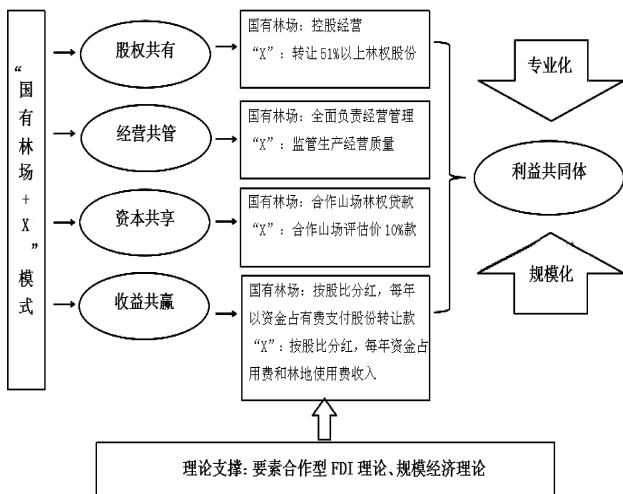 “国有林场+X”模式
股权共有
国有林场：控股经营
“X”：转让51%以上林权股份
经营共管
国有林场：全面负责经营管理
“X”：监管生产经营质量
资本共享
国有林场：合作山场林权贷款
“X”：合作山场评估价10%款
收益共赢
国有林场：按股比分红，每年
以资金占有费支付股份转让款
“X”：按股比分红，每年资金占
用费和林地使用费收入
专业化
利益共同体
规模化
理论支撑：要素合作型 FDI 理论、规模经济理论